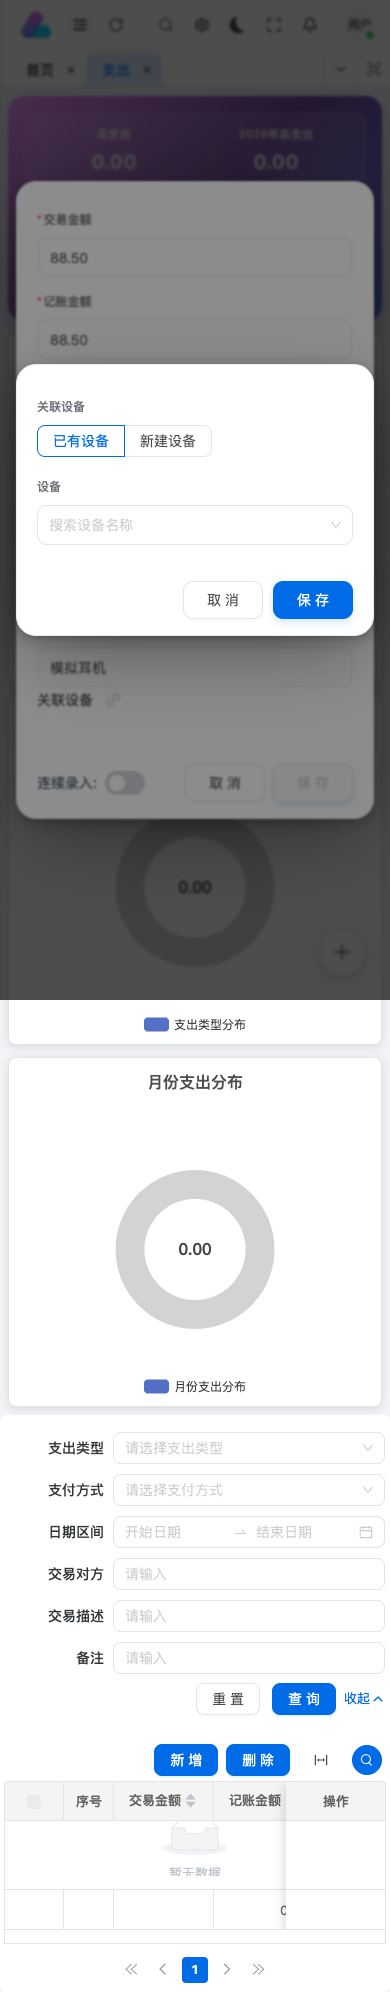 用户
首页 支出
总支出 2026年总支出
0.00 0.00
* 交易金额
88.50
* 记账金额
88.50
关联设备
已有设备 新建设备
设备
搜索设备名称
取 消 保 存
模拟耳机
关联设备
连续录入: 取 消 保 存
0.00
支出类型分布
月份支出分布
0.00
月份支出分布
支出类型 请选择支出类型
支付方式 请选择支付方式
日期区间 开始日期 结束日期
交易对方 请输入
交易描述 请输入
备注 请输入
重 置 查 询 收起
新 增 删 除
序号 交易金额 记账金额 操作
暂无数据
0
1